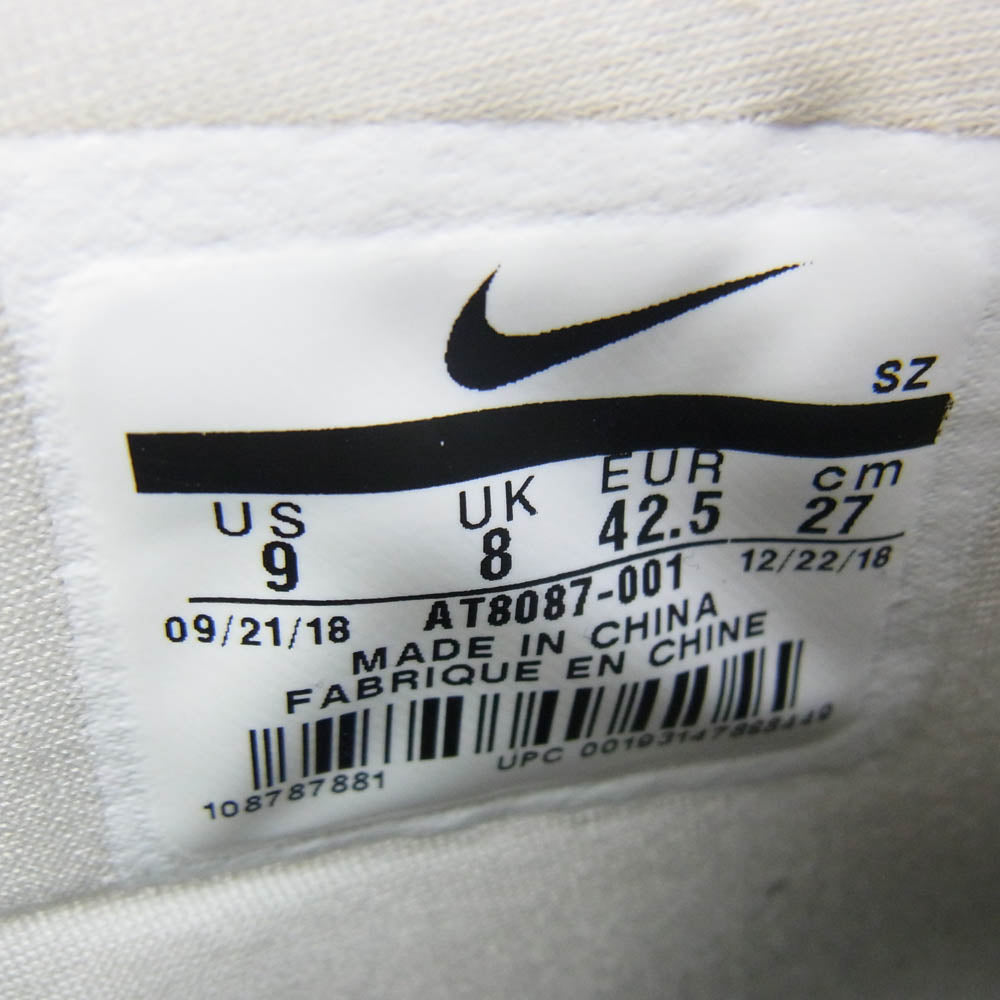 SZ
US UK EUR cm
9 8 42.5 27
09/21/18 AT8087-001 12/22/18
MADE IN CHINA
FABRIQUE EN CHINE
108787881 UPC